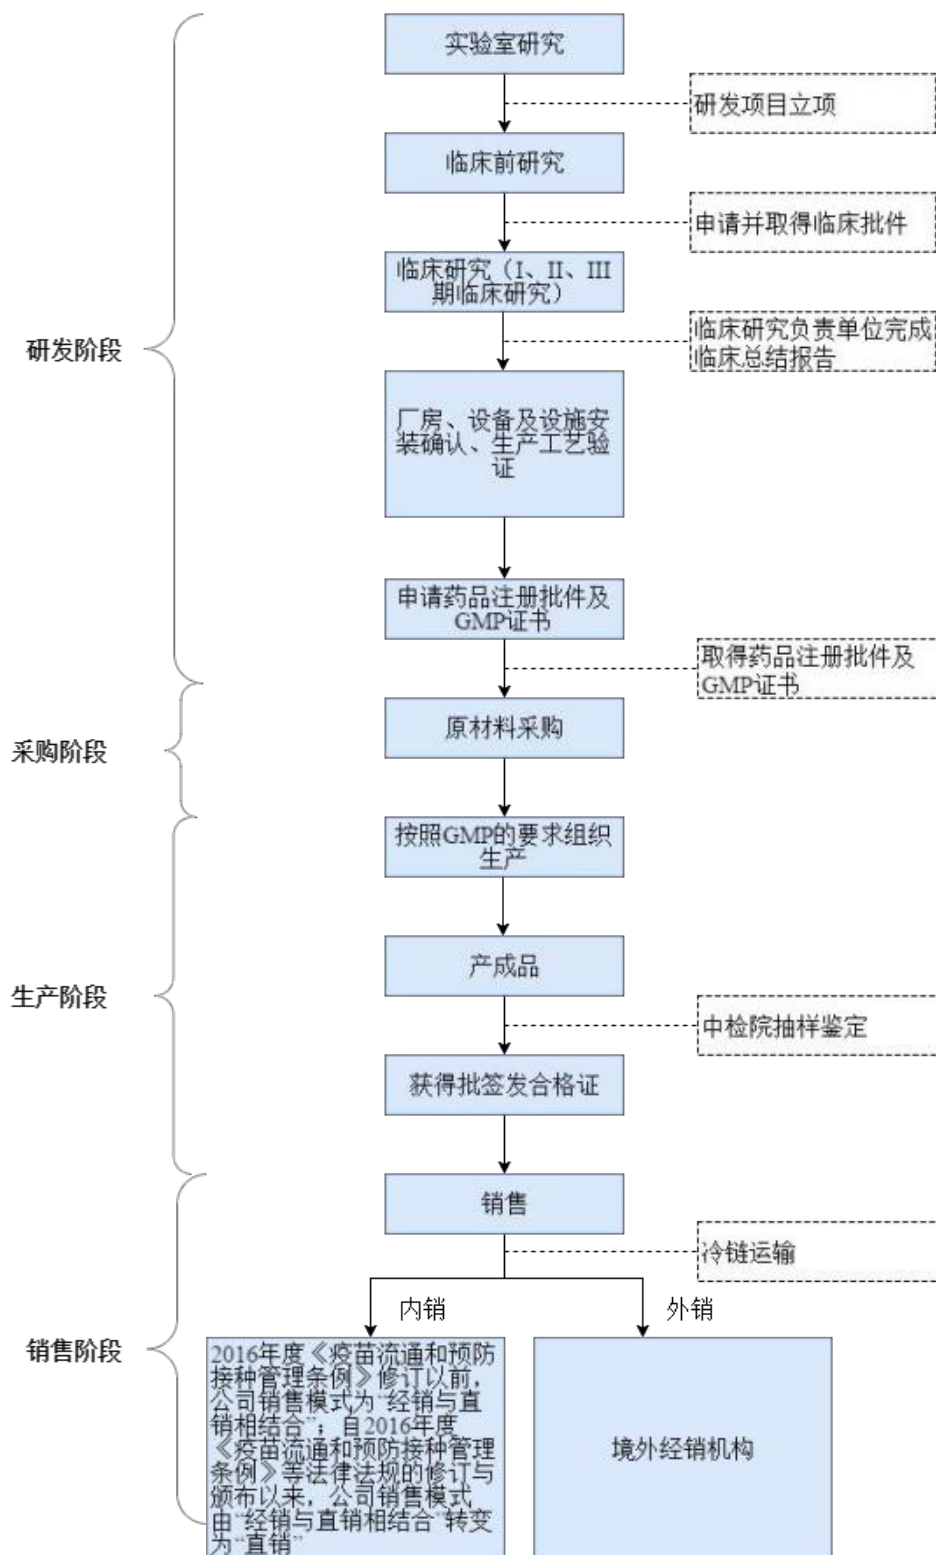 实验室研究
研发项目立项
临床前研究
申请并取得临床批件
临床研究（I、II、III
期临床研究）
临床研究负责单位完成
临床总结报告
研发阶段
厂房、设备及设施安
装确认、生产工艺验
证
申请药品注册批件及
GMP证书
取得药品注册批件及
GMP证书
原材料采购
采购阶段
按照GMP的要求组织
生产
产成品
生产阶段
中检院抽样鉴定
获得批签发合格证
销售
冷链运输
内销
外销
销售阶段
2016年度《疫苗流通和预防
接种管理条例》修订以前，
公司销售模式为“经销与直
销相结合”；自2016年度
《疫苗流通和预防接种管理
条例》等法律法规的修订与
颁布以来，公司销售模式
由“经销与直销相结合”转变
为“直销”
境外经销机构